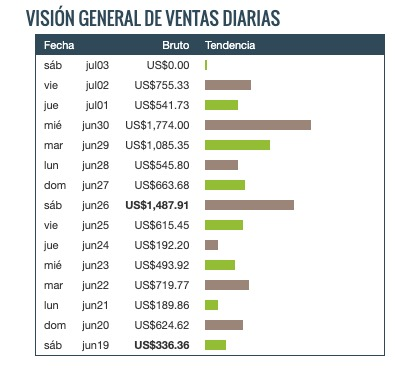 VISIÓN GENERAL DE VENTAS DIARIAS
Fecha Bruto Tendencia
sáb jul03 US$0.00
vie jul02 US$755.33
jue jul01 US$541.73
mié jun30 US$1,774.00
mar jun29 US$1,085.35
lun jun28 US$545.80
dom jun27 US$663.68
sáb jun26 US$1,487.91
vie jun25 US$615.45
jue jun24 US$192.20
mié jun23 US$493.92
mar jun22 US$719.77
lun jun21 US$189.86
dom jun20 US$624.62
sáb jun19 US$336.36